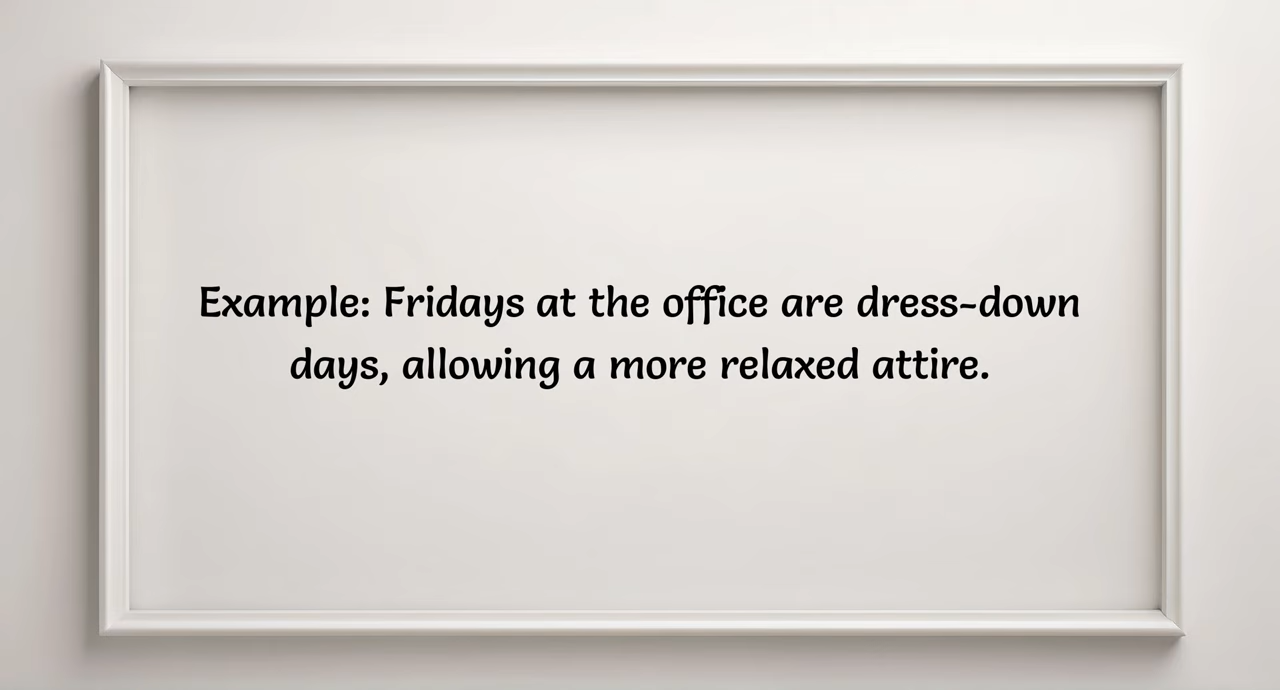 Example: Fridays at the office are dress-down
days, allowing a more relaxed attire.